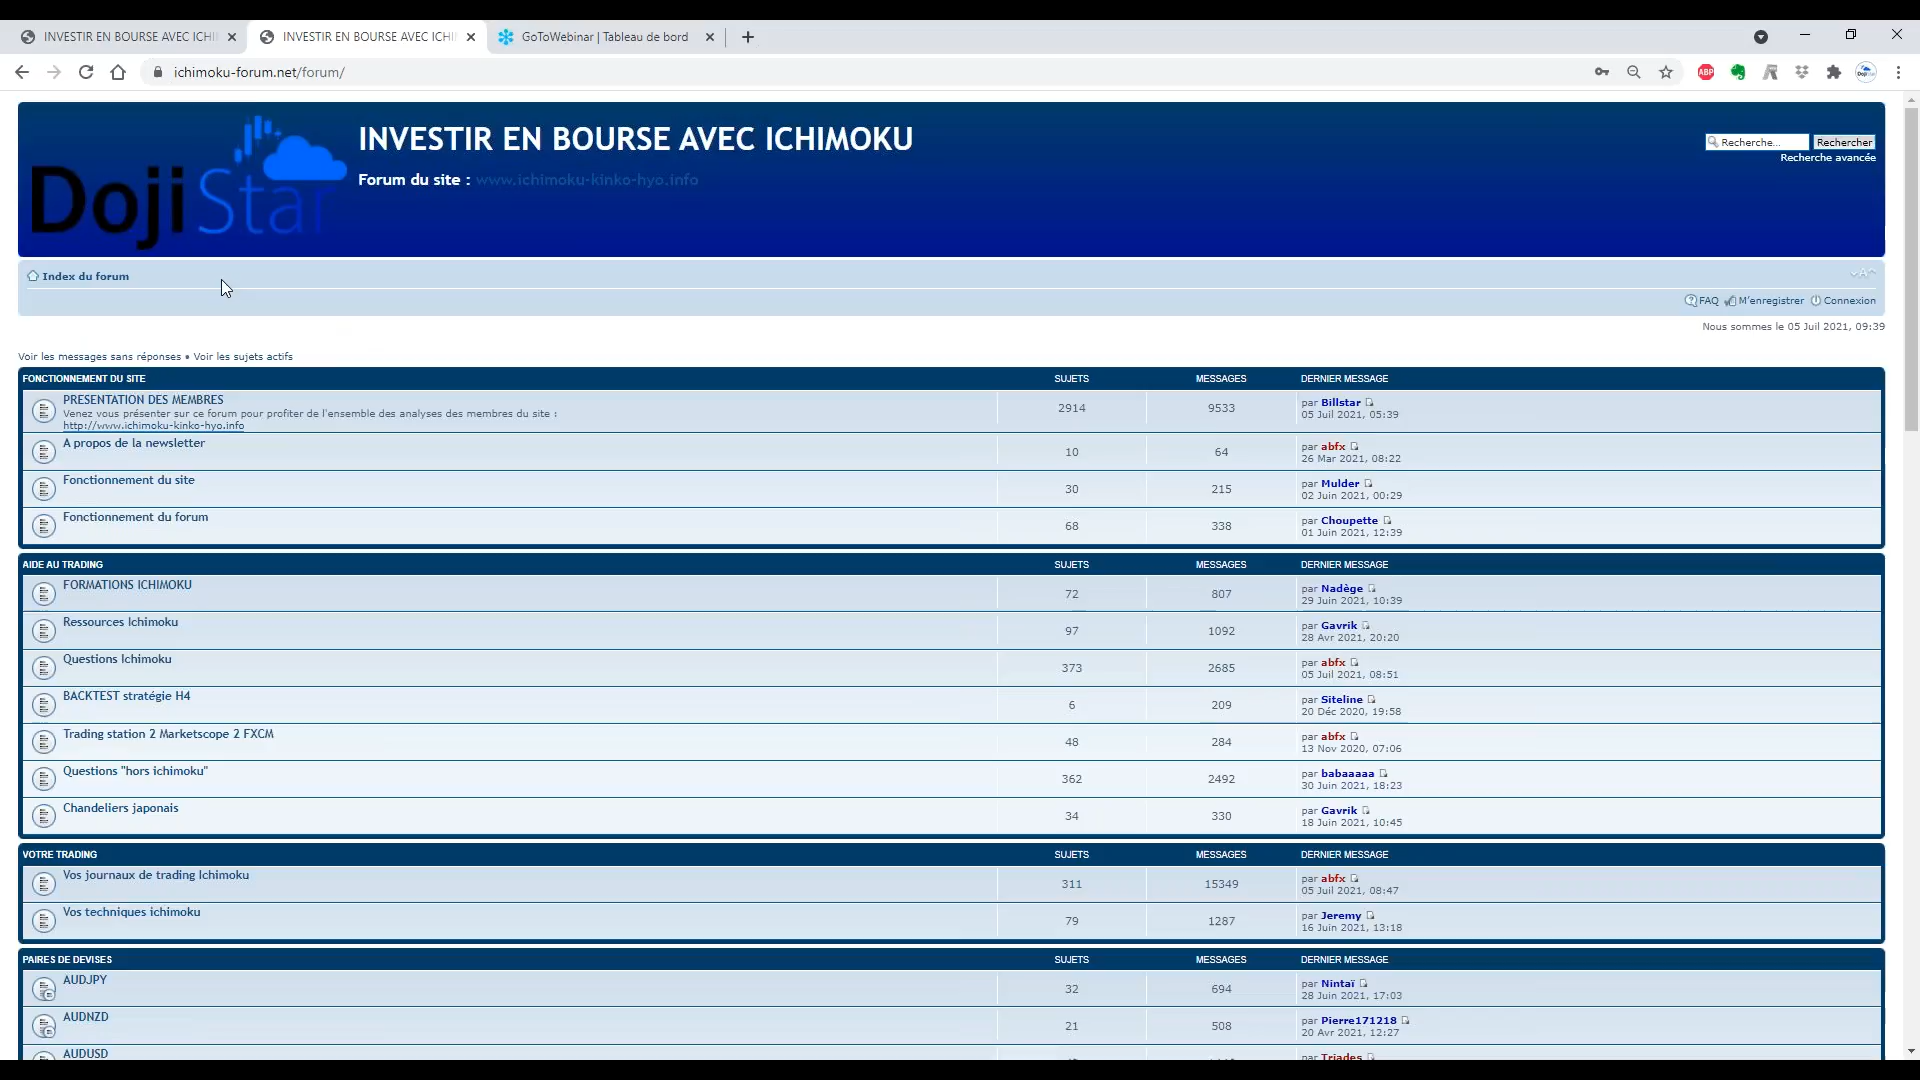 INVESTIR EN BOURSE AVEC ICHI
INVESTIR EN BOURSE AVEC ICHI
GoToWebinar | Tableau de bord
ichimoku-forum.net/forum/
ABP
Doji Star
INVESTIR EN BOURSE AVEC ICHIMOKU
Forum du site : www.ichimoku-kinko-hyo.info
Recherche... Rechercher
Recherche avancée
Index du forum
FAQ M'enregistrer Connexion
Nous sommes le 05 Juil 2021, 09:39
Voir les messages sans réponses • Voir les sujets actifs
FONCTIONNEMENT DU SITE SUJETS MESSAGES DERNIER MESSAGE
PRESENTATION DES MEMBRES
Venez vous présenter sur ce forum pour profiter de l'ensemble des analyses des membres du site :
http://www.ichimoku-kinko-hyo.info
2914 9533 par Billstar
05 Juil 2021, 05:39
A propos de la newsletter 10 64 par abfx
26 Mar 2021, 08:22
Fonctionnement du site 30 215 par Mulder
02 Juin 2021, 00:29
Fonctionnement du forum 68 338 par Choupette
01 Juin 2021, 12:39
AIDE AU TRADING SUJETS MESSAGES DERNIER MESSAGE
FORMATIONS ICHIMOKU 72 807 par Nadège
29 Juin 2021, 10:39
Ressources Ichimoku 97 1092 par Gavrik
28 Avr 2021, 20:20
Questions Ichimoku 373 2685 par abfx
05 Juil 2021, 08:51
BACKTEST stratégie H4 6 209 par Siteline
20 Déc 2020, 19:58
Trading station 2 Marketscope 2 FXCM 48 284 par abfx
13 Nov 2020, 07:06
Questions "hors ichimoku" 362 2492 par babaaaaa
30 Juin 2021, 18:23
Chandeliers japonais 34 330 par Gavrik
18 Juin 2021, 10:45
VOTRE TRADING SUJETS MESSAGES DERNIER MESSAGE
Vos journaux de trading Ichimoku 311 15349 par abfx
05 Juil 2021, 08:47
Vos techniques ichimoku 79 1287 par Jeremy
16 Juin 2021, 13:18
PAIRES DE DEVISES SUJETS MESSAGES DERNIER MESSAGE
AUDJPY 32 694 par Nintaï
28 Juin 2021, 17:03
AUDNZD 21 508 par Pierre171218
20 Avr 2021, 12:27
AUDUSD par Triades